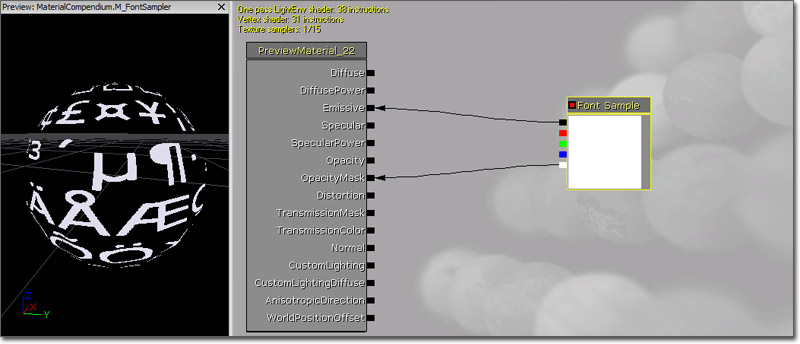 Preview: MaterialCompendium.M_FontSampler
£ ¤ ¥
3 ´ µ ¶
Ä Å Æ
Õ Ö
Z
X
Y
One pass LightEnv shader: 38 instructions
Vertex shader: 31 instructions
Texture samplers: 1/15
PreviewMaterial_22
Diffuse
DiffusePower
Emissive
Specular
SpecularPower
Opacity
OpacityMask
Distortion
TransmissionMask
TransmissionColor
Normal
CustomLighting
CustomLightingDiffuse
AnisotropicDirection
WorldPositionOffset
Font Sample